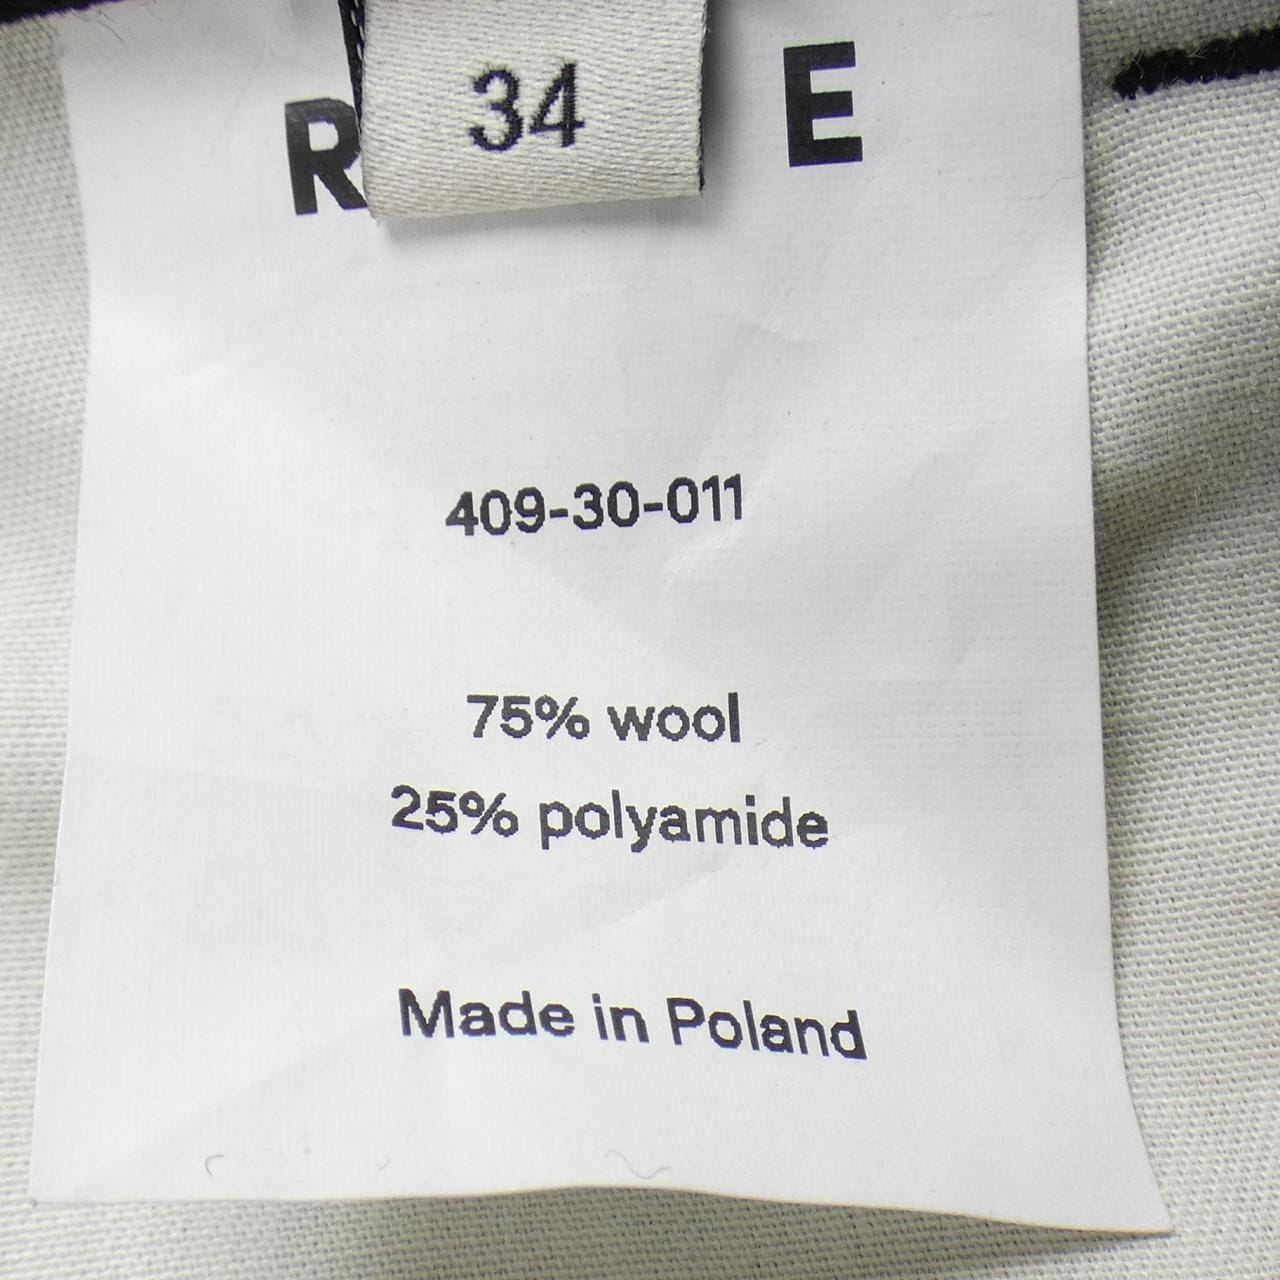 34
R E
409-30-011
75% wool
25% polyamide
Made in Poland